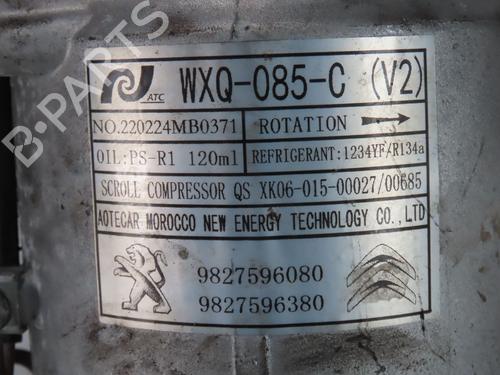 B-PARTS
ATC WXQ-085-C (V2)
NO.220224MB0371 ROTATION
OIL:PS-R1 120ml REFRIGERANT:1234YF/R134a
SCROLL COMPRESSOR QS XK06-015-00027/00685
AOTECAR MOROCCO NEW ENERGY TECHNOLOGY CO.,LTD
9827596080
9827596380